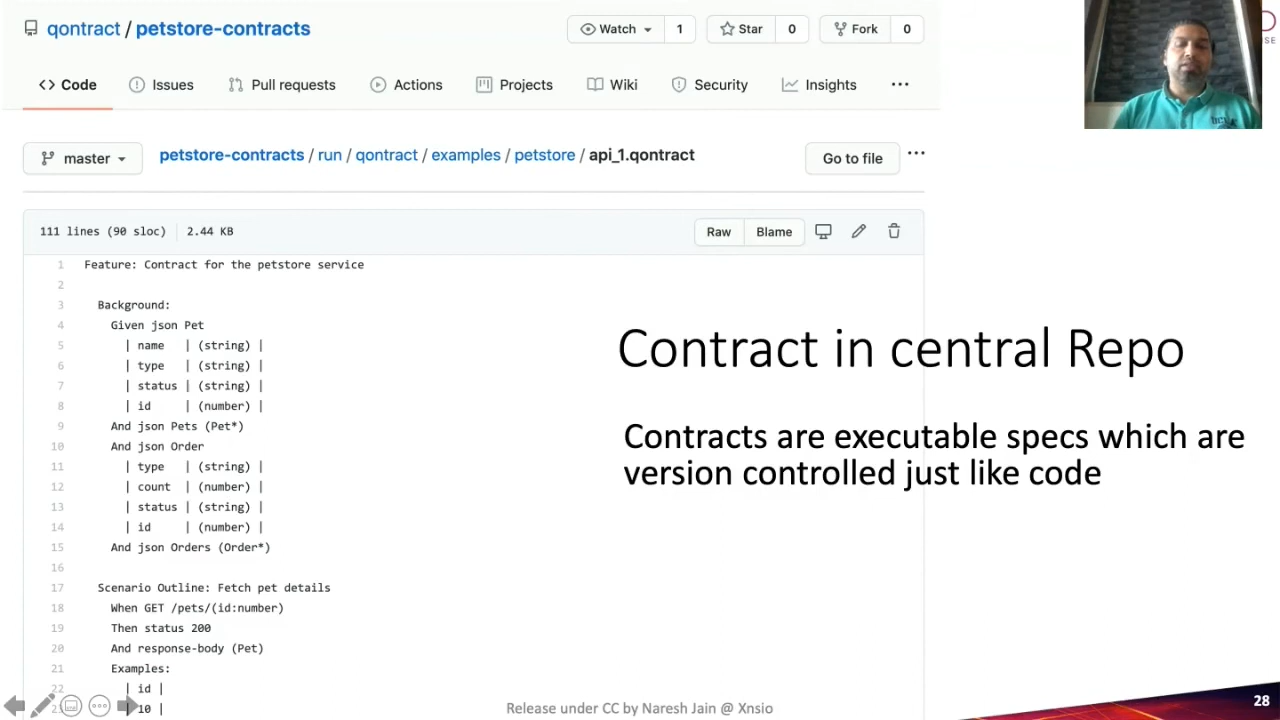 qontract / petstore-contracts
Watch 1
Star 0
Fork 0
Code
Issues
Pull requests
Actions
Projects
Wiki
Security
Insights
master
petstore-contracts / run / qontract / examples / petstore / api_1.qontract
Go to file
111 lines (90 sloc) 2.44 KB
Raw
Blame
1 Feature: Contract for the petstore service
2
3 Background:
4 Given json Pet
5 | name | (string) |
6 | type | (string) |
7 | status | (string) |
8 | id | (number) |
9 And json Pets (Pet*)
10 And json Order
11 | type | (string) |
12 | count | (number) |
13 | status | (string) |
14 | id | (number) |
15 And json Orders (Order*)
16
17 Scenario Outline: Fetch pet details
18 When GET /pets/(id:number)
19 Then status 200
20 And response-body (Pet)
21 Examples:
22 | id |
23 | 10 |
Contract in central Repo
Contracts are executable specs which are
version controlled just like code
Release under CC by Naresh Jain @ Xnsio
28